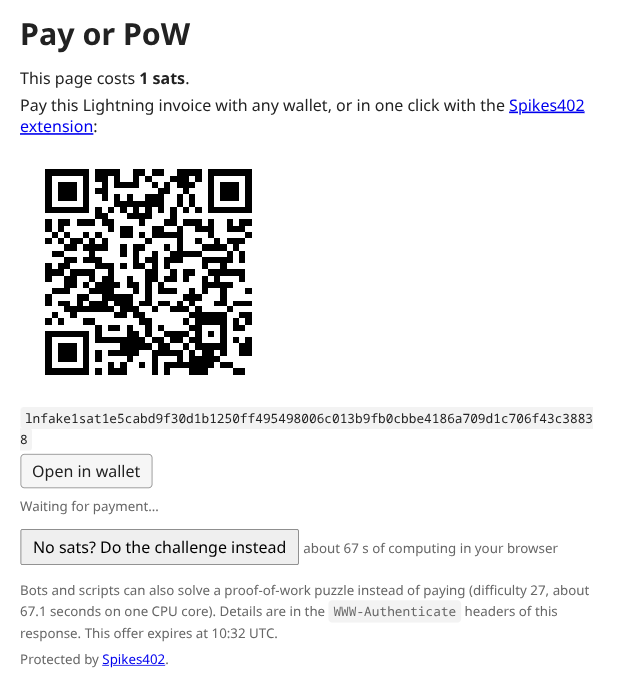 Pay or PoW
This page costs 1 sats.
Pay this Lightning invoice with any wallet, or in one click with the Spikes402
extension:
lnfake1sat1e5cabd9f30d1b1250ff495498006c013b9fb0cbbe4186a709d1c706f43c3883
8
Open in wallet
Waiting for payment…
No sats? Do the challenge instead about 67 s of computing in your browser
Bots and scripts can also solve a proof-of-work puzzle instead of paying (difficulty 27, about
67.1 seconds on one CPU core). Details are in the WWW-Authenticate headers of this
response. This offer expires at 10:32 UTC.
Protected by Spikes402.